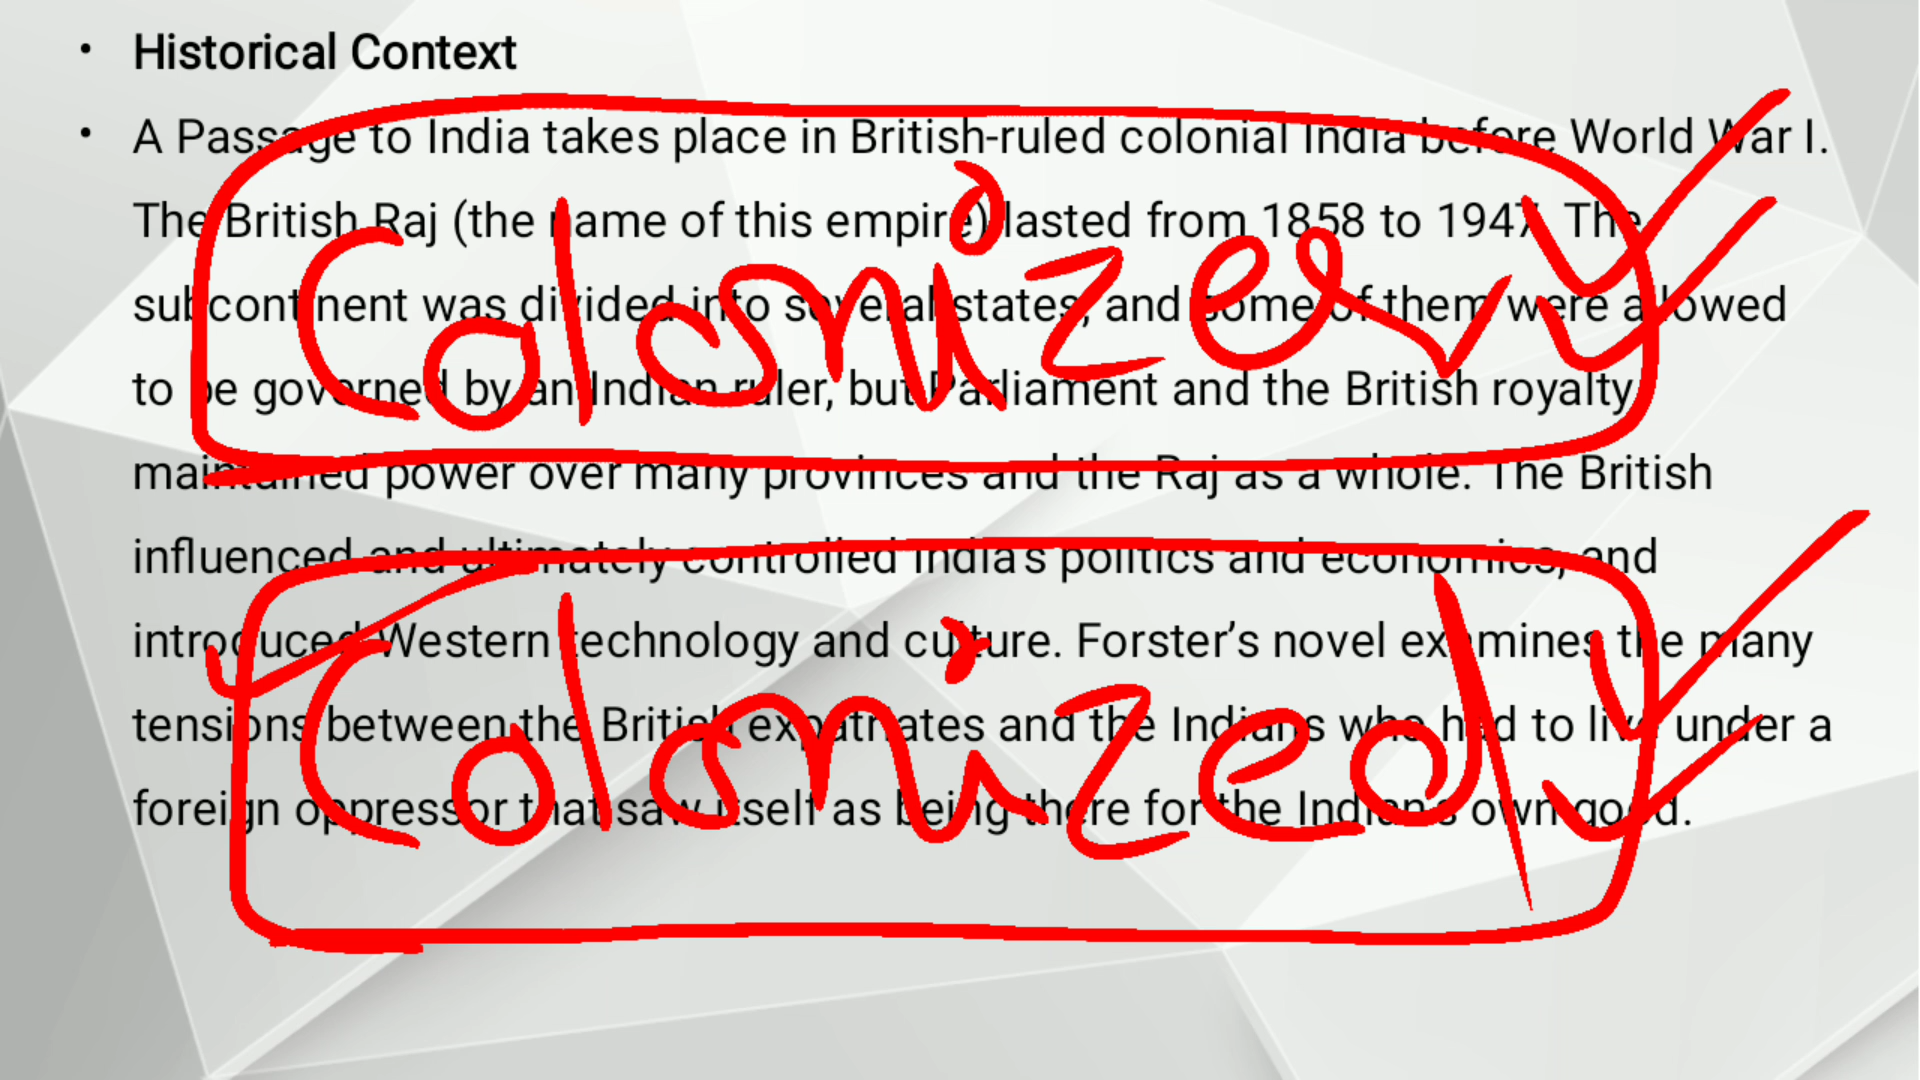 • Historical Context
• A Passage to India takes place in British-ruled colonial India before World War I.
The British Raj (the name of this empire) lasted from 1858 to 1947. The
subcontinent was divided into several states, and some of them were allowed
to be governed by an Indian ruler, but Parliament and the British royalty
maintained power over many provinces and the Raj as a whole. The British
influenced and ultimately controlled India's politics and economics, and
introduced Western technology and culture. Forster’s novel examines the many
tensions between the British expatriates and the Indians who had to live under a
foreign oppressor that saw itself as being there for the Indian's own good.
Colonizer
Colonized